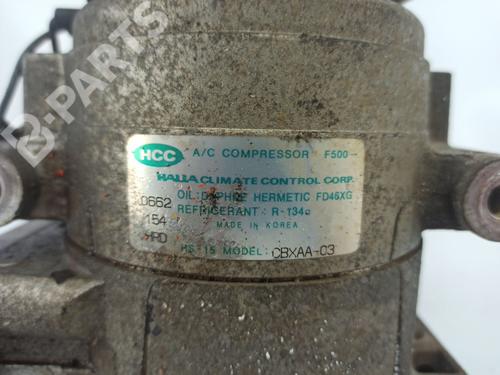 B-PARTS
HCC A/C COMPRESSOR F500-
HALLA CLIMATE CONTROL CORP.
0662 OIL: DAPHNE HERMETIC FD46XG
154 REFRIGERANT : R-134a
HRD MADE IN KOREA
HS-15 MODEL: CBXAA-03